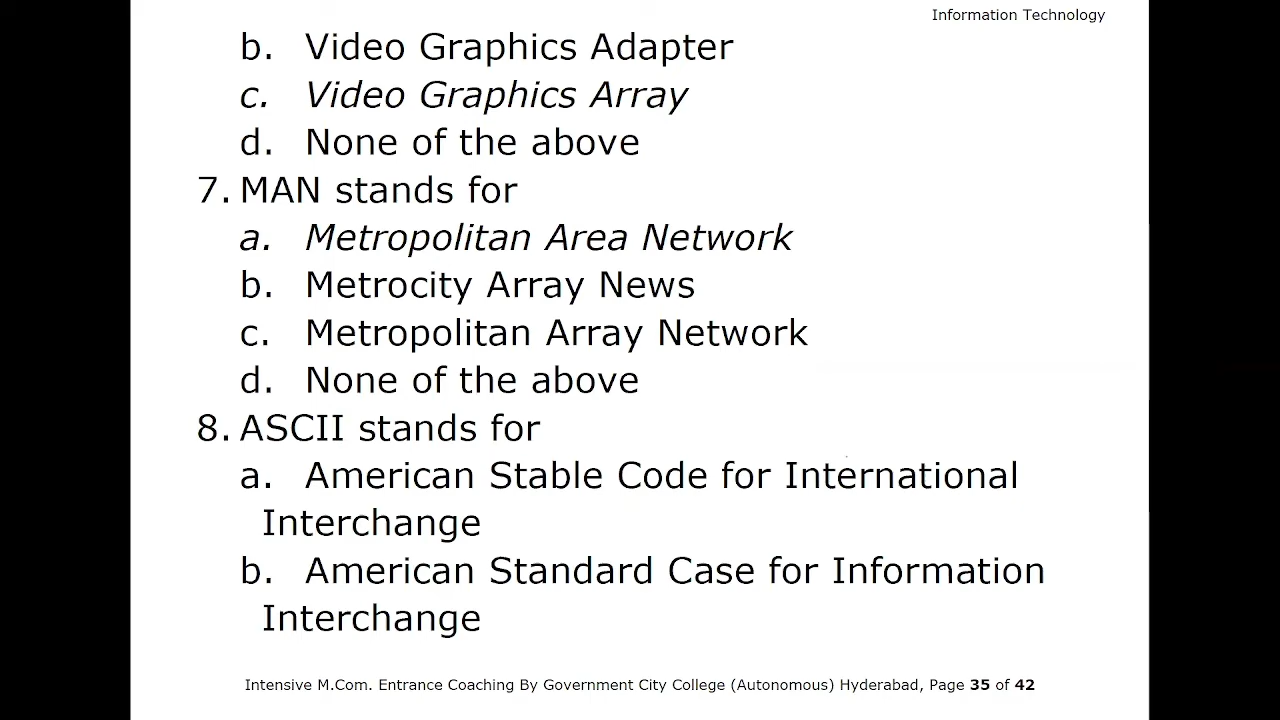 Information Technology
b. Video Graphics Adapter
c. Video Graphics Array
d. None of the above
7. MAN stands for
a. Metropolitan Area Network
b. Metrocity Array News
c. Metropolitan Array Network
d. None of the above
8. ASCII stands for
a. American Stable Code for International
Interchange
b. American Standard Case for Information
Interchange
Intensive M.Com. Entrance Coaching By Government City College (Autonomous) Hyderabad, Page 35 of 42